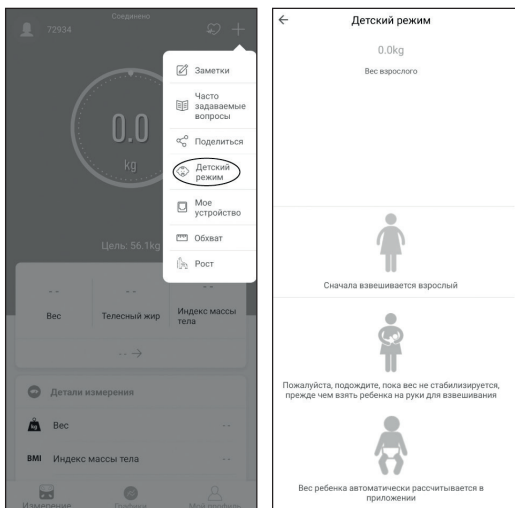 Соединено
72934
Заметки
Часто
задаваемые
вопросы
Поделиться
Детский
режим
Мое
устройство
Обхват
Рост
0.0
kg
Цель: 56.1kg
-- -- --
Вес Телесный жир Индекс массы
тела
-- →
Детали измерения
kg Вес --
BMI Индекс массы тела --
Измерение Графики Мой профиль
← Детский режим
0.0kg
Вес взрослого
Сначала взвешивается взрослый
Пожалуйста, подождите, пока вес не стабилизируется,
прежде чем взять ребенка на руки для взвешивания
Вес ребенка автоматически рассчитывается в
приложении